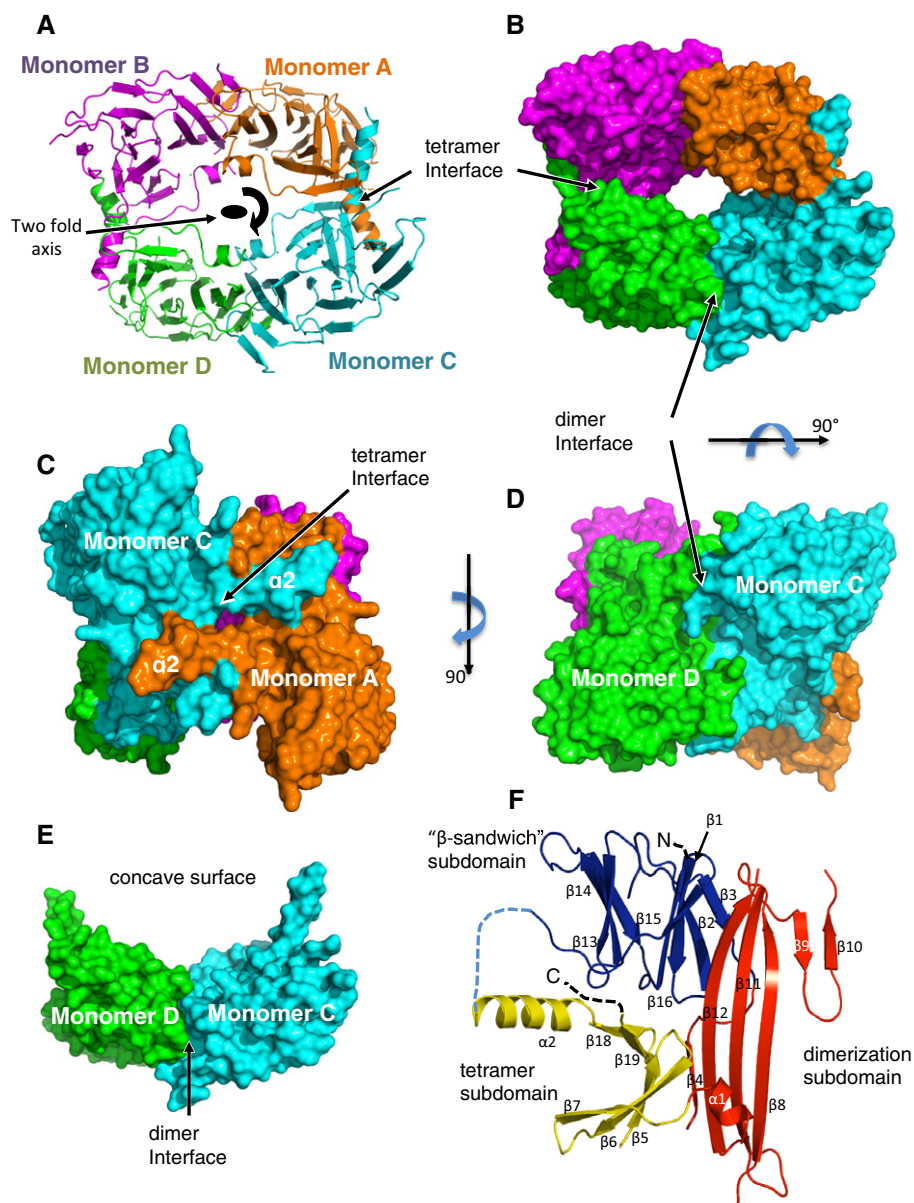 A
Monomer B
Monomer A
Two fold
axis
Monomer D
Monomer C
tetramer
Interface
B
dimer
Interface
90°
C
tetramer
Interface
Monomer C
α2
α2
Monomer A
90
D
Monomer C
Monomer D
E
concave surface
Monomer D
Monomer C
dimer
Interface
F
"β-sandwich"
subdomain
N
β1
β14
β3
β15
β2
β9
β10
β13
β11
C
β16
β12
α2
β18
β19
tetramer
subdomain
β4
dimerization
subdomain
α1
β7
β8
β6
β5